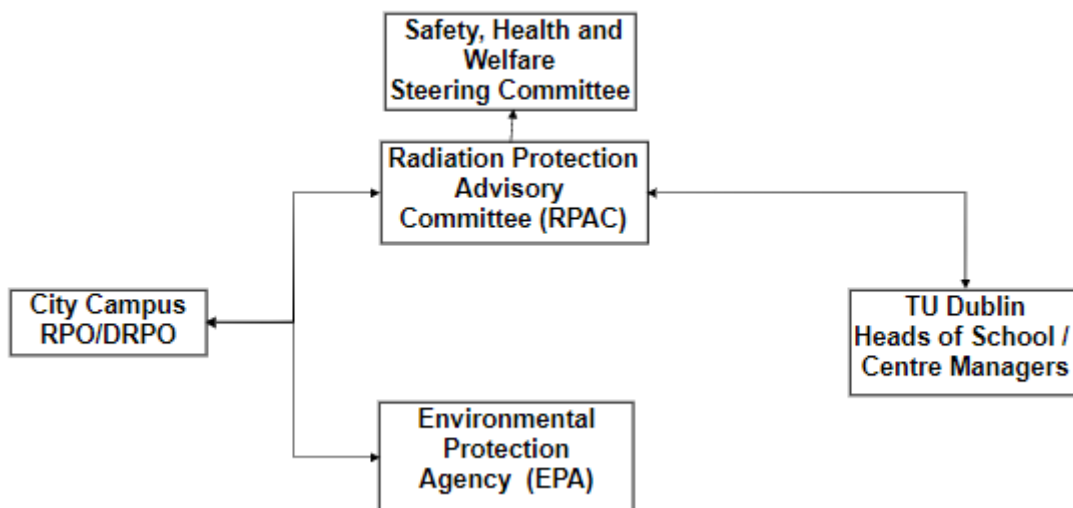 Safety, Health and
Welfare
Steering Committee
Radiation Protection
Advisory
Committee (RPAC)
City Campus
RPO/DRPO
TU Dublin
Heads of School /
Centre Managers
Environmental
Protection
Agency (EPA)